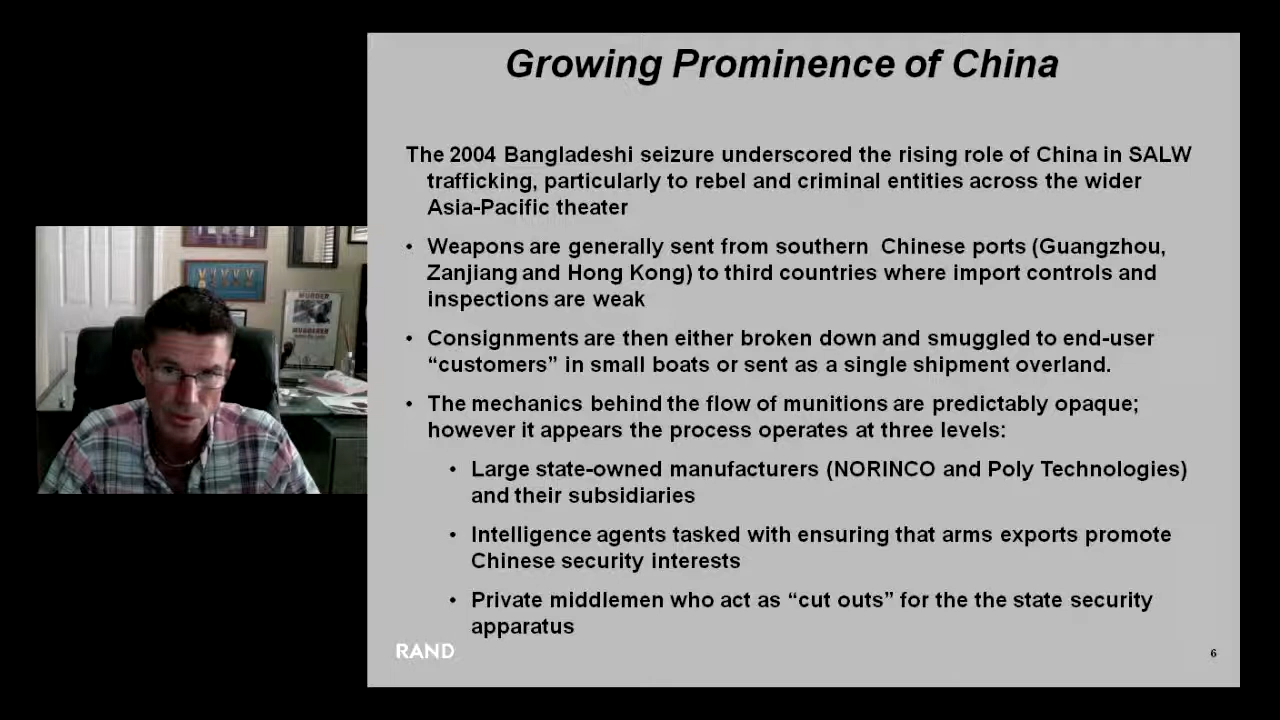 Growing Prominence of China
The 2004 Bangladeshi seizure underscored the rising role of China in SALW
trafficking, particularly to rebel and criminal entities across the wider
Asia-Pacific theater
• Weapons are generally sent from southern Chinese ports (Guangzhou,
Zanjiang and Hong Kong) to third countries where import controls and
inspections are weak
• Consignments are then either broken down and smuggled to end-user
“customers” in small boats or sent as a single shipment overland.
• The mechanics behind the flow of munitions are predictably opaque;
however it appears the process operates at three levels:
• Large state-owned manufacturers (NORINCO and Poly Technologies)
and their subsidiaries
• Intelligence agents tasked with ensuring that arms exports promote
Chinese security interests
• Private middlemen who act as “cut outs” for the the state security
apparatus
RAND
6
MURDER
MURDERER